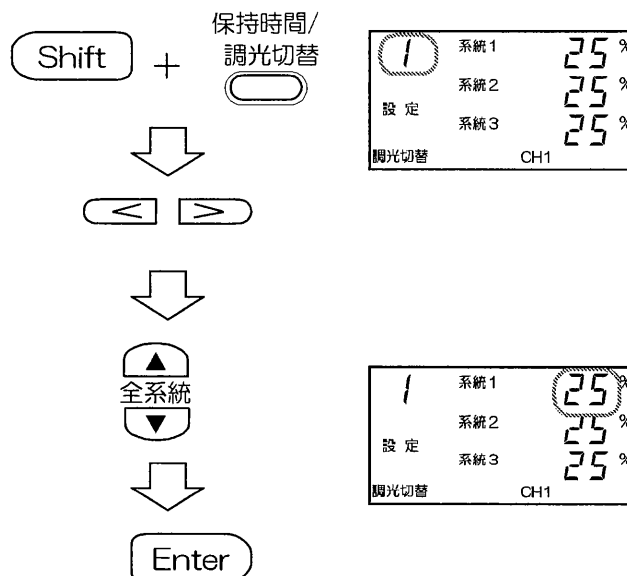 保持時間/
調光切替
Shift +
< >
▲
全系統
▼
Enter
1 系統1 25 %
系統2 25 %
設定
系統3 25 %
調光切替 CH1
1 系統1 25 %
系統2 25 %
設定
系統3 25 %
調光切替 CH1